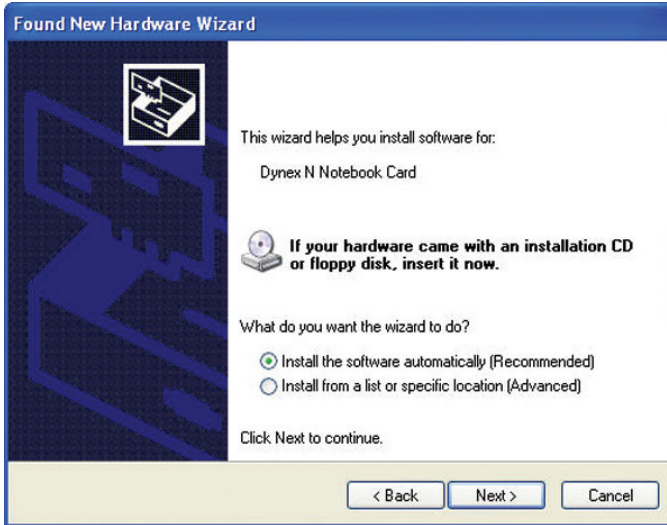 Found New Hardware Wizard
This wizard helps you install software for:
Dynex N Notebook Card
If your hardware came with an installation CD
or floppy disk, insert it now.
What do you want the wizard to do?
Install the software automatically (Recommended)
Install from a list or specific location (Advanced)
Click Next to continue.
< Back Next > Cancel